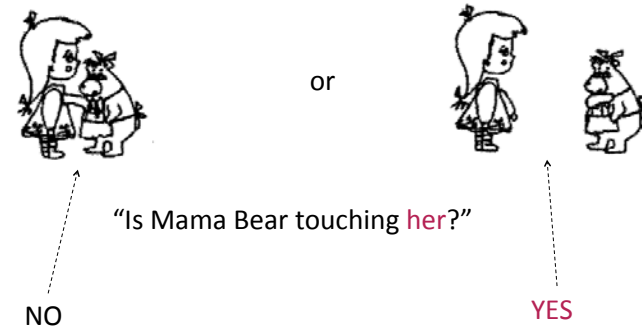 or
“Is Mama Bear touching her?”
NO
YES